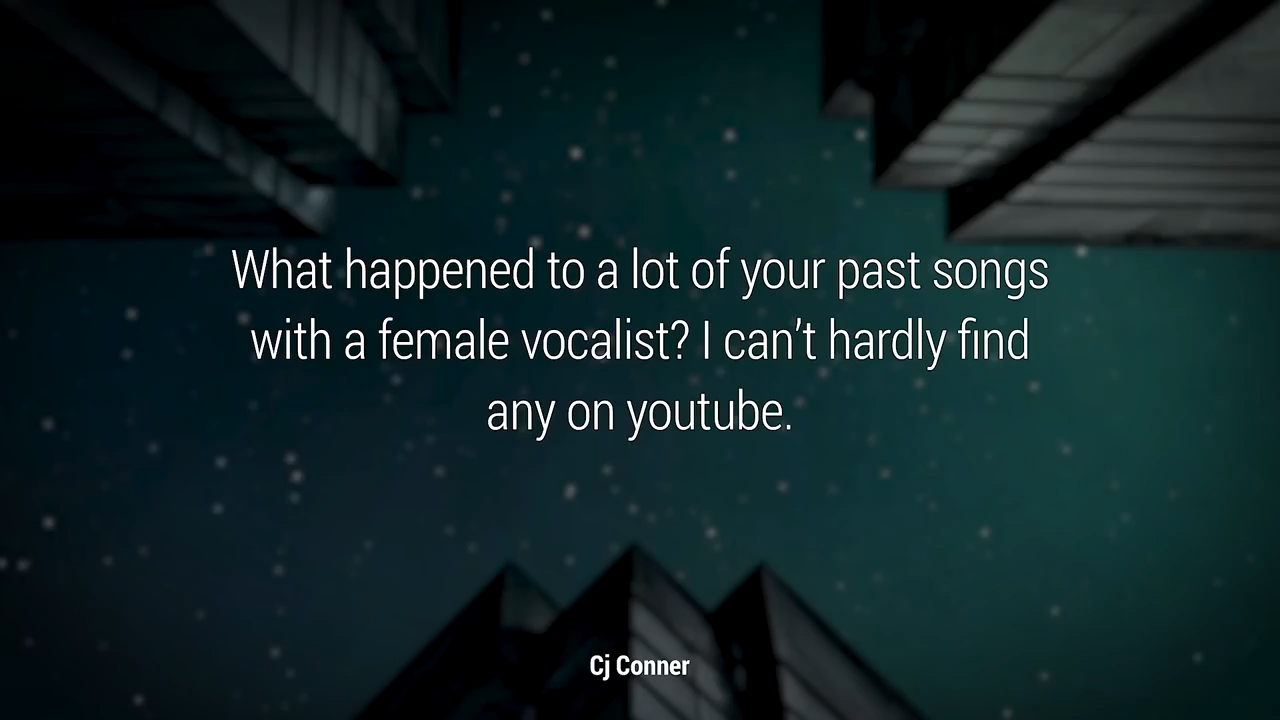 What happened to a lot of your past songs
with a female vocalist? I can’t hardly find
any on youtube.
Cj Conner